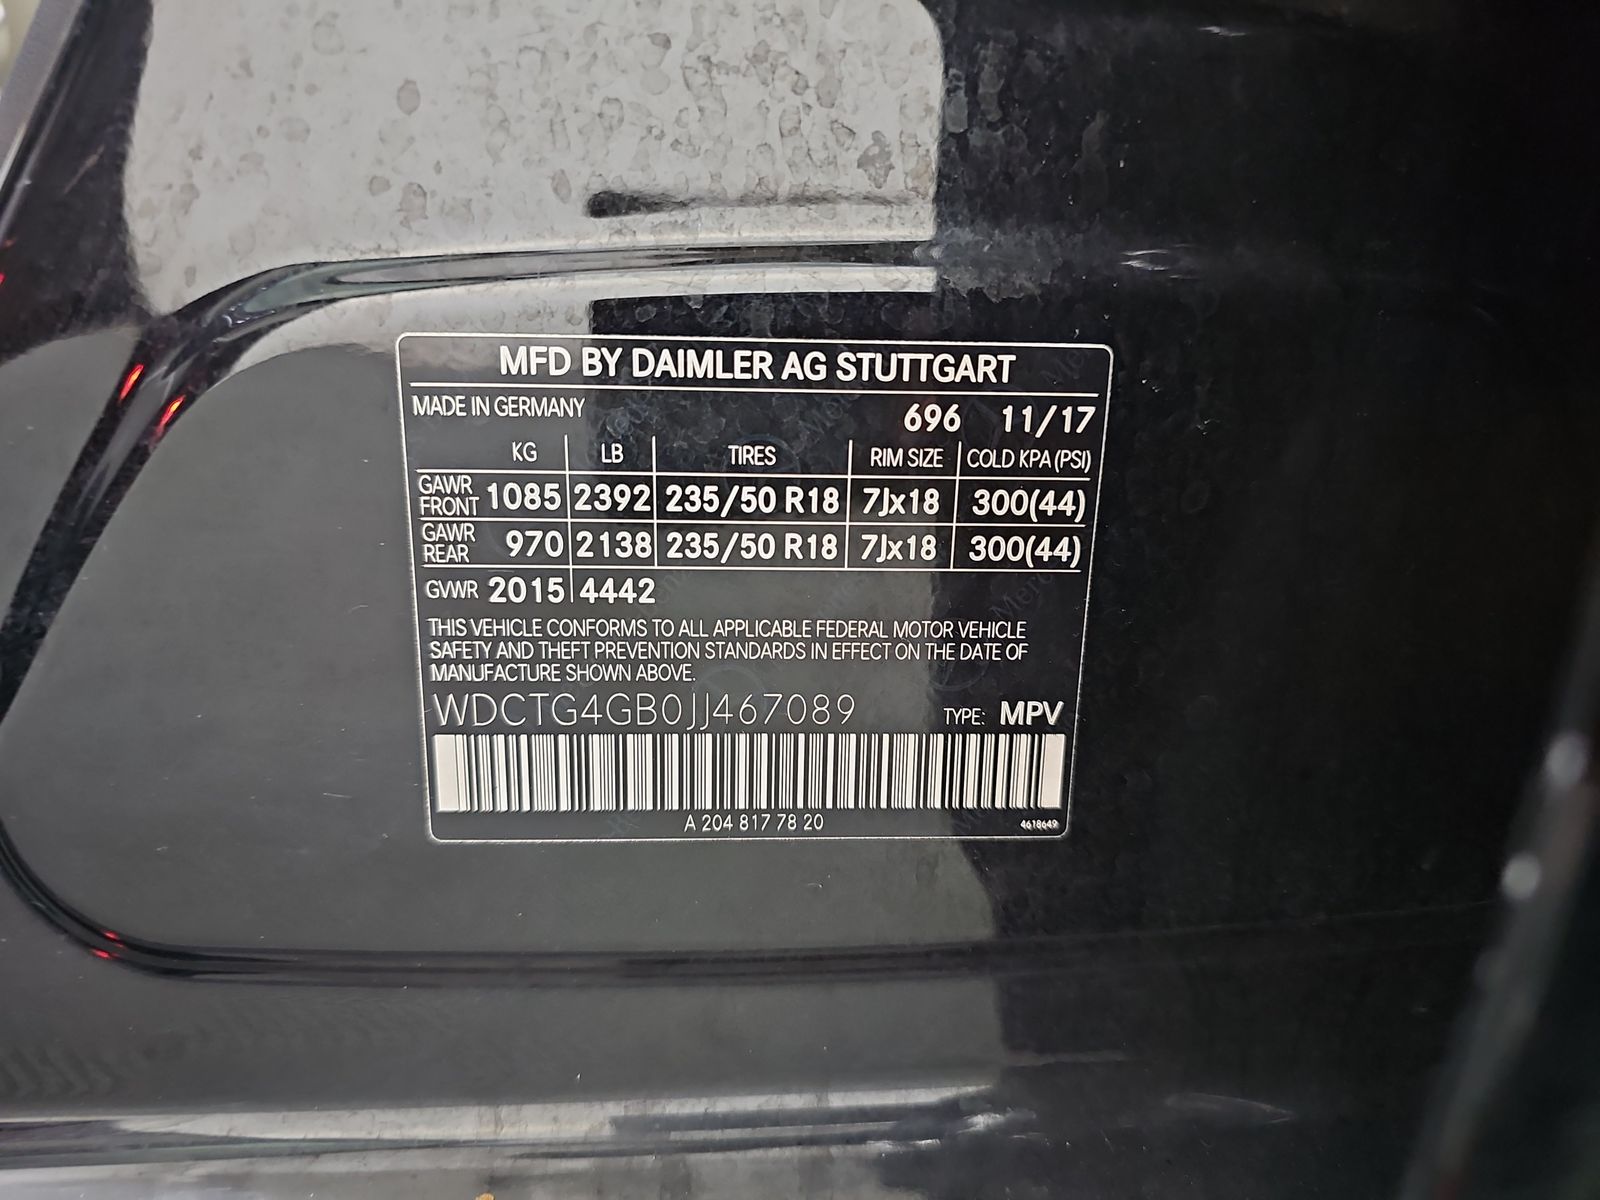 MFD BY DAIMLER AG STUTTGART
MADE IN GERMANY 696 11/17
KG LB TIRES RIM SIZE COLD KPA (PSI)
GAWR FRONT 1085 2392 235/50 R18 7Jx18 300(44)
GAWR REAR 970 2138 235/50 R18 7Jx18 300(44)
GVWR 2015 4442
THIS VEHICLE CONFORMS TO ALL APPLICABLE FEDERAL MOTOR VEHICLE
SAFETY AND THEFT PREVENTION STANDARDS IN EFFECT ON THE DATE OF
MANUFACTURE SHOWN ABOVE.
WDCTG4GB0JJ467089 TYPE: MPV
A 204 817 78 20 4618649